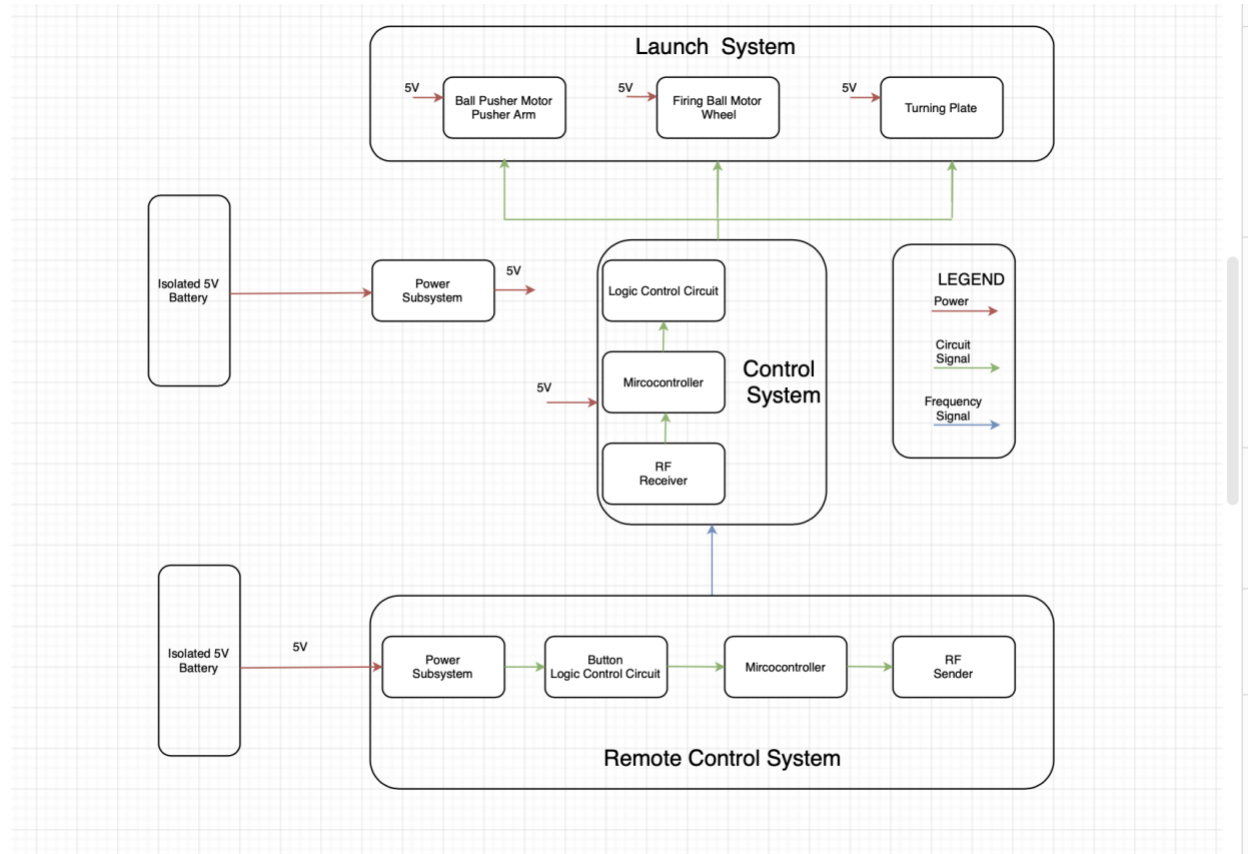 Launch System
5V
Ball Pusher Motor
Pusher Arm
5V
Firing Ball Motor
Wheel
5V
Turning Plate
Isolated 5V
Battery
Power
Subsystem
5V
Logic Control Circuit
Mircocontroller
5V
RF
Receiver
Control
System
LEGEND
Power
Circuit
Signal
Frequency
Signal
Isolated 5V
Battery
5V
Power
Subsystem
Button
Logic Control Circuit
Mircocontroller
RF
Sender
Remote Control System